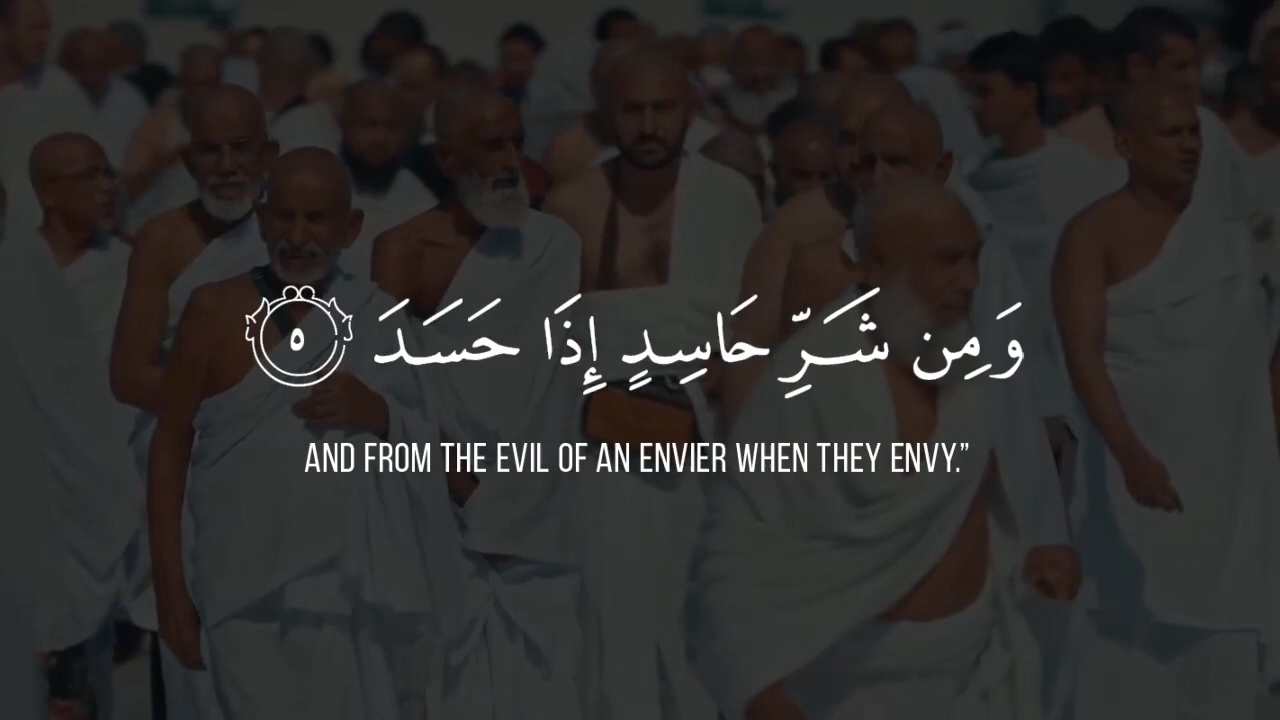 وَمِن شَرِّ حَاسِدٍ إِذَا حَسَدَ ٥
AND FROM THE EVIL OF AN ENVIER WHEN THEY ENVY.”